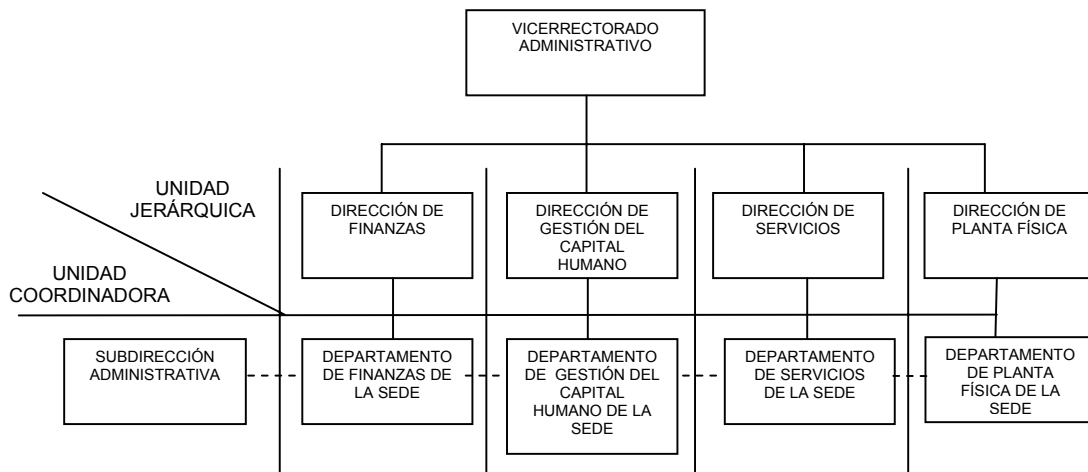 VICERRECTORADO
ADMINISTRATIVO
UNIDAD
JERÁRQUICA
UNIDAD
COORDINADORA
DIRECCIÓN DE
FINANZAS
DIRECCIÓN DE
GESTIÓN DEL
CAPITAL
HUMANO
DIRECCIÓN DE
SERVICIOS
DIRECCIÓN DE
PLANTA FÍSICA
SUBDIRECCIÓN
ADMINISTRATIVA
DEPARTAMENTO
DE FINANZAS DE
LA SEDE
DEPARTAMENTO
DE GESTIÓN DEL
CAPITAL
HUMANO DE LA
SEDE
DEPARTAMENTO
DE SERVICIOS
DE LA SEDE
DEPARTAMENTO
DE PLANTA
FÍSICA DE LA
SEDE